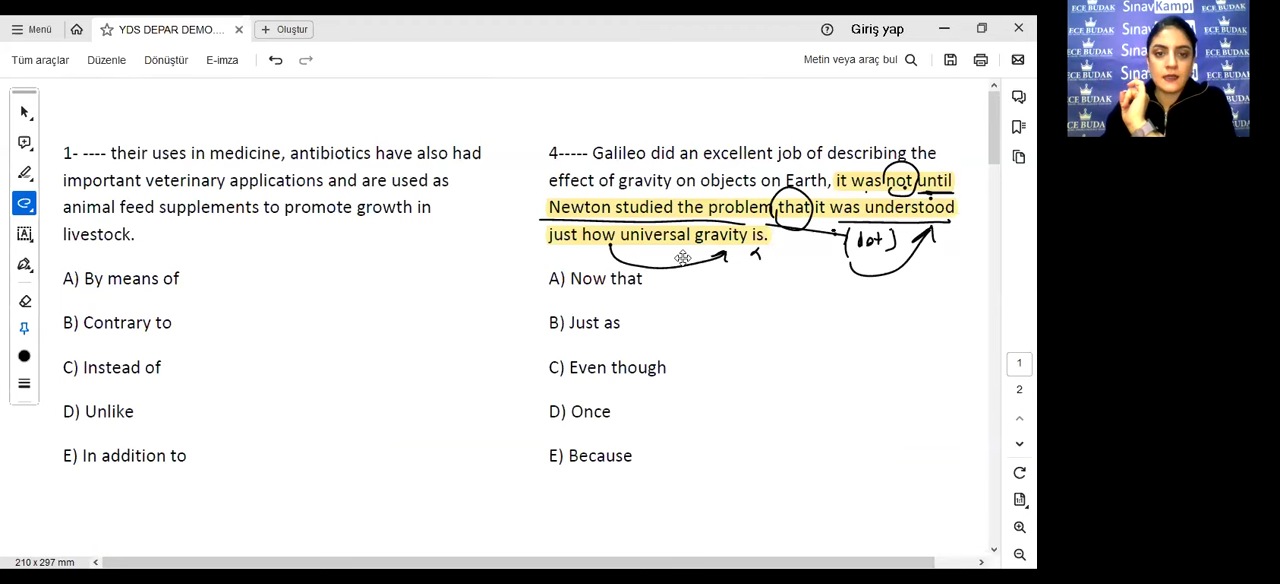 Menü
YDS DEPAR DEMO....
Oluştur
Giriş yap
Tüm araçlar
Düzenle
Dönüştür
E-imza
Metin veya araç bul
1- ---- their uses in medicine, antibiotics have also had
important veterinary applications and are used as
animal feed supplements to promote growth in
livestock.
A) By means of
B) Contrary to
C) Instead of
D) Unlike
E) In addition to
4----- Galileo did an excellent job of describing the
effect of gravity on objects on Earth, it was not until
Newton studied the problem that it was understood
just how universal gravity is.
A) Now that
B) Just as
C) Even though
D) Once
E) Because
1
2
210 x 297 mm
SınavKampı
ECE BUDAK